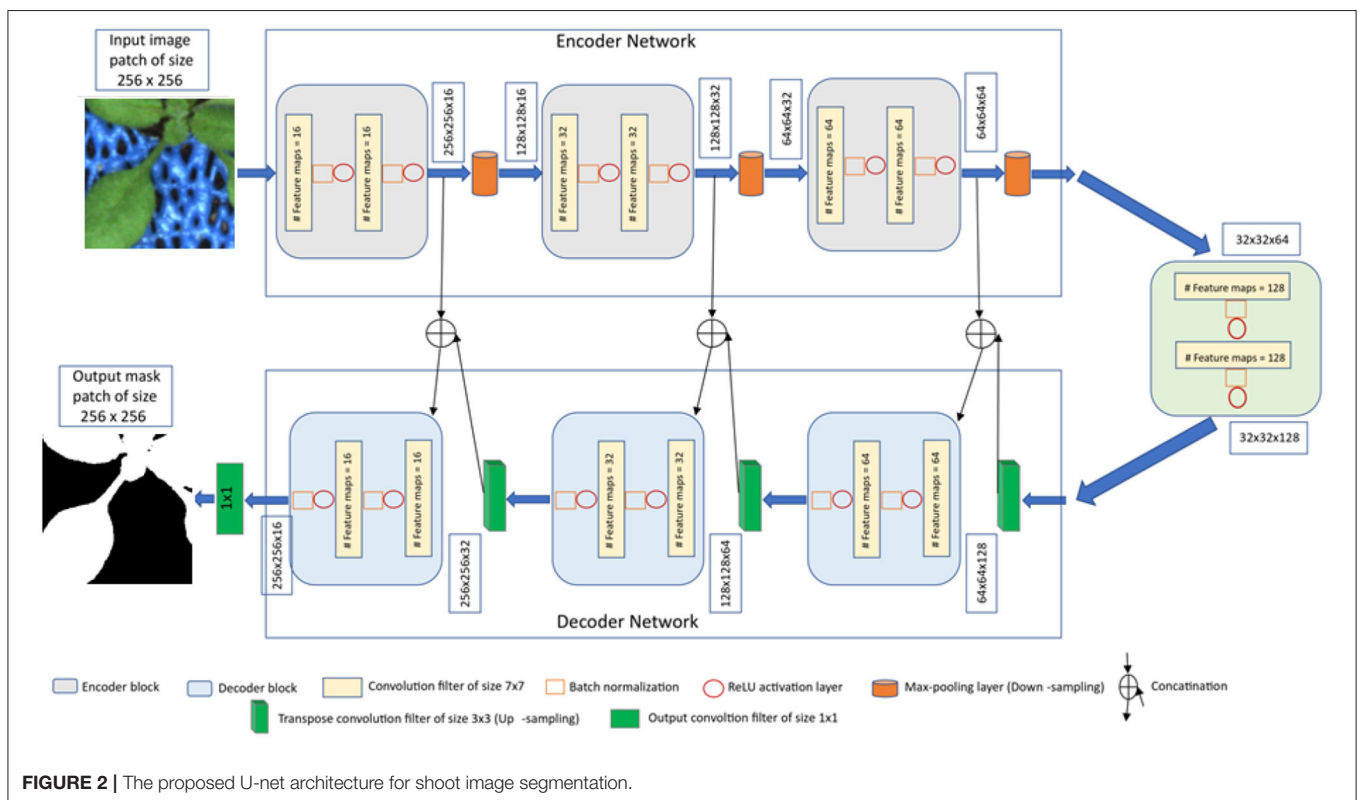 Input image
patch of size
256 x 256
Encoder Network
# Feature maps = 16
# Feature maps = 16
256x256x16
128x128x16
# Feature maps = 32
# Feature maps = 32
128x128x32
64x64x32
# Feature maps = 64
# Feature maps = 64
64x64x64
32x32x64
# Feature maps = 128
# Feature maps = 128
32x32x128
Output mask
patch of size
256 x 256
1x1
256x256x16
# Feature maps = 16
# Feature maps = 16
256x256x32
# Feature maps = 32
# Feature maps = 32
128x128x64
# Feature maps = 64
# Feature maps = 64
64x64x128
Decoder Network
Encoder block
Decoder block
Convolution filter of size 7x7
Batch normalization
ReLU activation layer
Max-pooling layer (Down -sampling)
Concatination
Transpose convolution filter of size 3x3 (Up -sampling)
Output convoltion filter of size 1x1
FIGURE 2 | The proposed U-net architecture for shoot image segmentation.